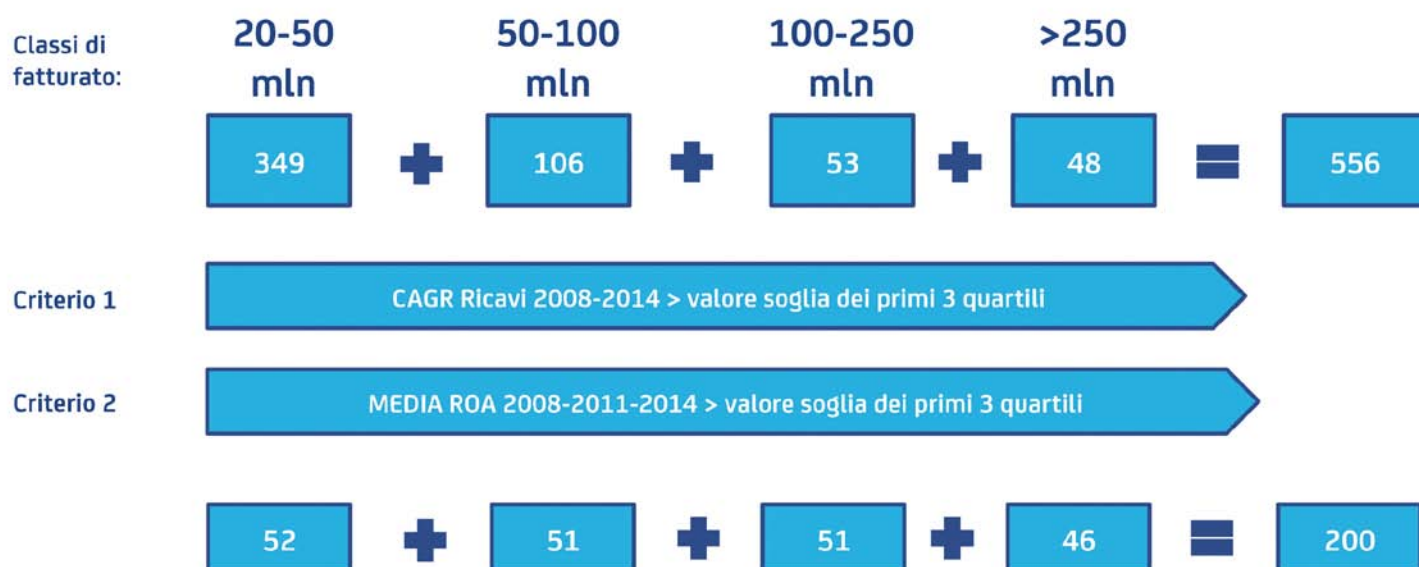 Classi di
fatturato:
20-50
mln
50-100
mln
100-250
mln
>250
mln
349 + 106 + 53 + 48 = 556
Criterio 1
CAGR Ricavi 2008-2014 > valore soglia dei primi 3 quartili
Criterio 2
MEDIA ROA 2008-2011-2014 > valore soglia dei primi 3 quartili
52 + 51 + 51 + 46 = 200